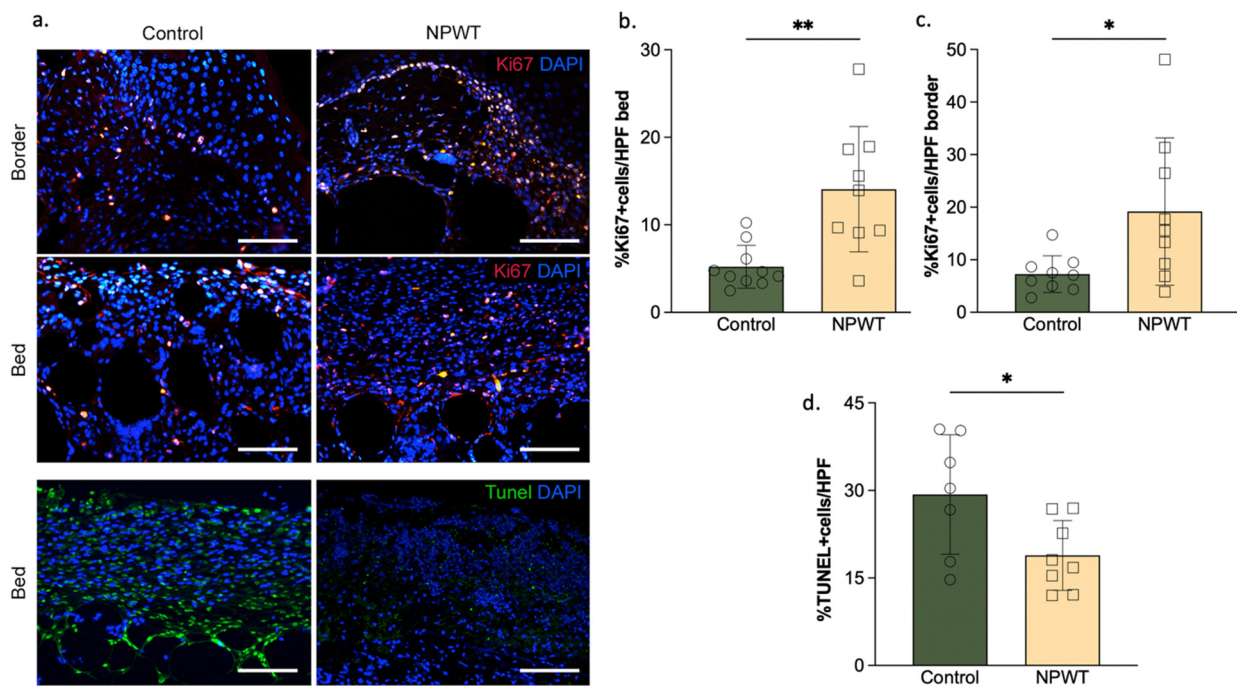 a.
Control
NPWT
Border
Ki67 DAPI
Bed
Ki67 DAPI
Bed
Tunel DAPI
b.
**
%Ki67+cells/HPF bed
30
20
10
0
Control
NPWT
c.
*
%Ki67+cells/HPF border
50
40
30
20
10
0
Control
NPWT
d.
*
%TUNEL+cells/HPF
45
30
15
0
Control
NPWT